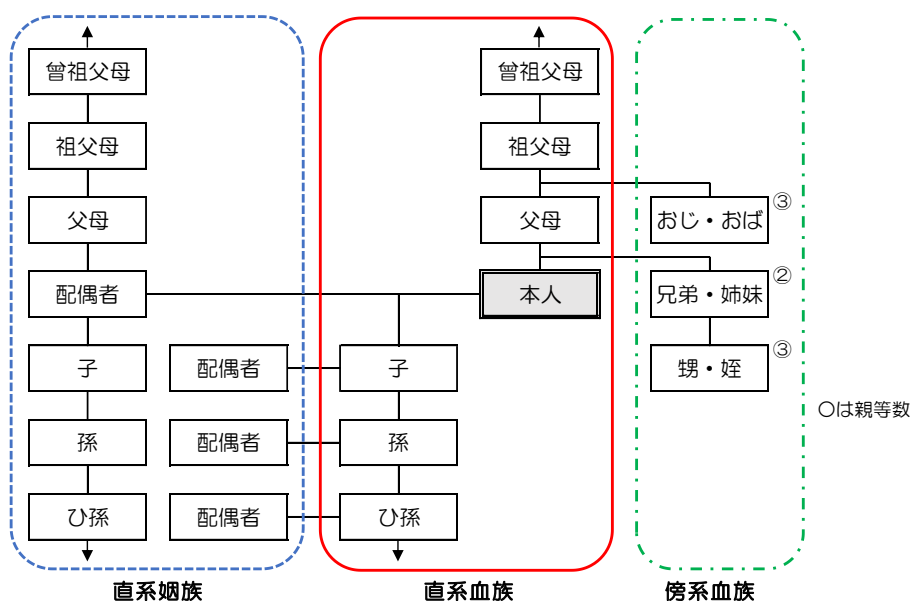 曾祖父母
曾祖父母
祖父母
祖父母
父母
父母
おじ・おば
③
配偶者
本人
兄弟・姉妹
②
子
配偶者
子
甥・姪
③
〇は親等数
孫
配偶者
孫
ひ孫
配偶者
ひ孫
直系姻族
直系血族
傍系血族